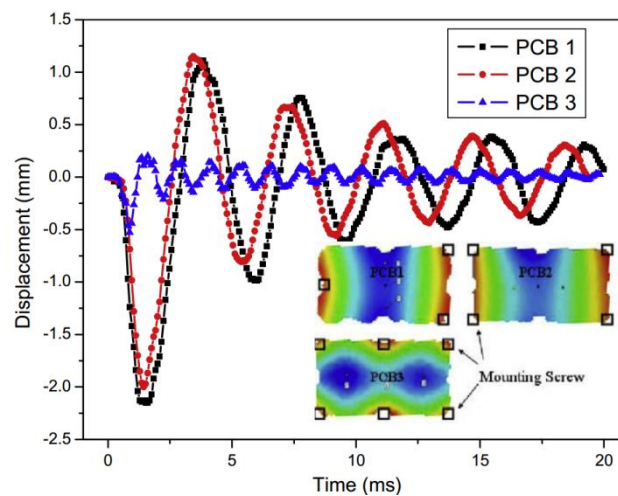 1.5
1.0
0.5
0.0
-0.5
-1.0
-1.5
-2.0
-2.5
Displacement (mm)
PCB 1
PCB 2
PCB 3
PCB1
PCB2
PCB3
Mounting Screw
0 5 10 15 20
Time (ms)